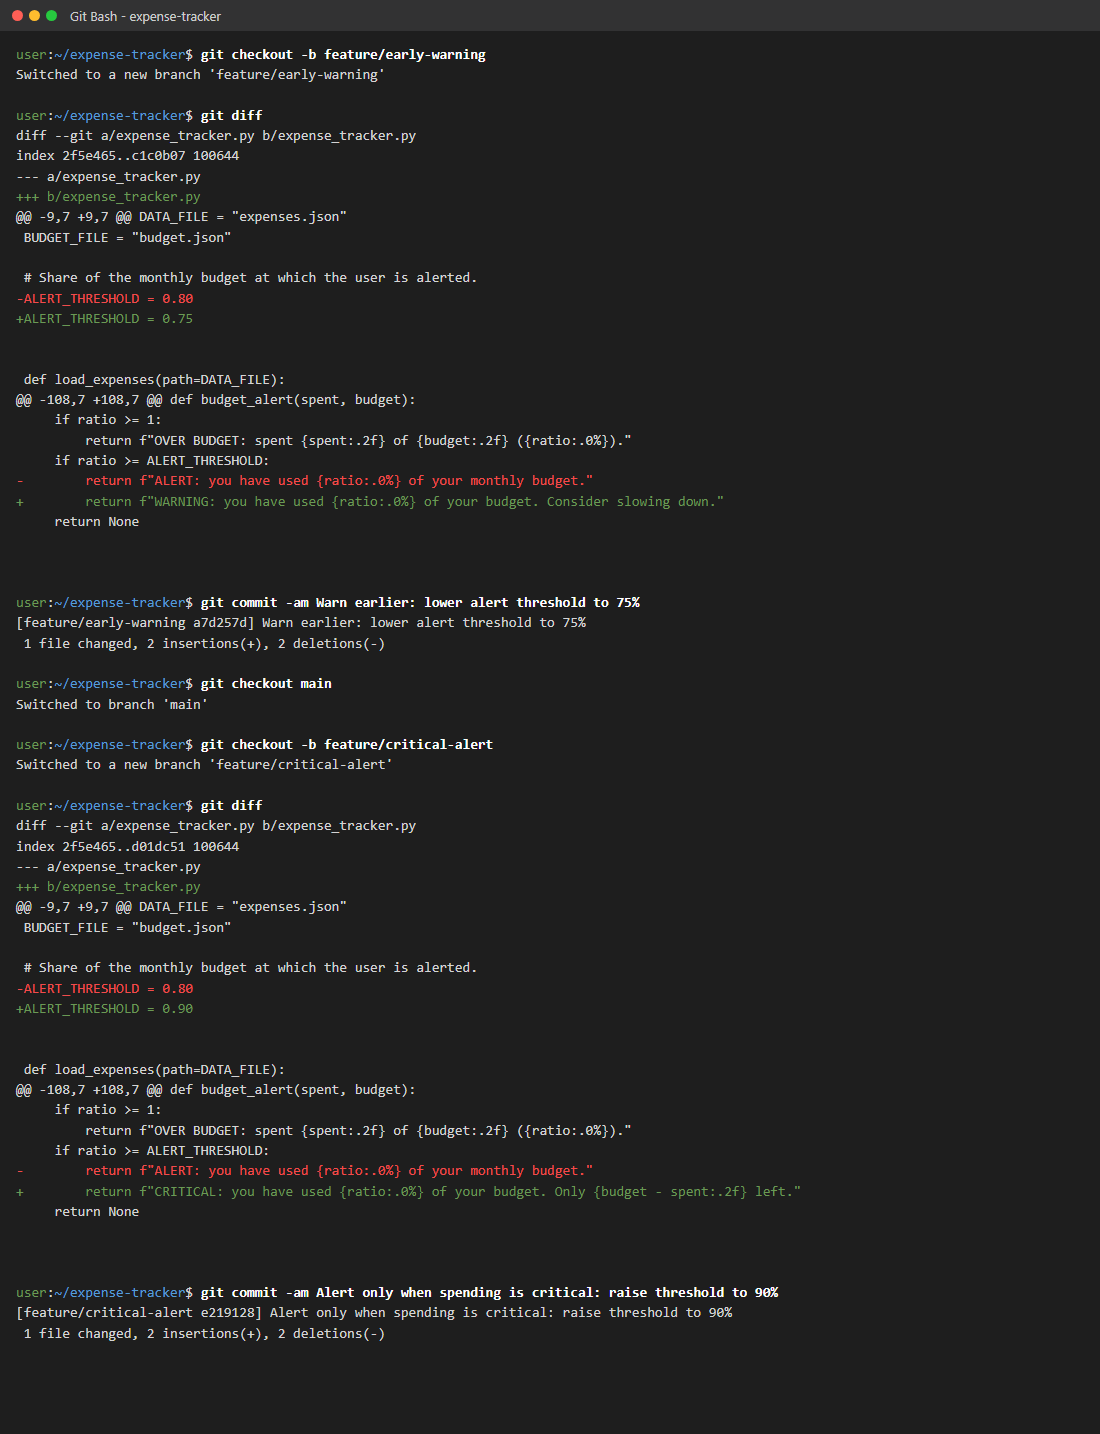 Git Bash - expense-tracker
user:~/expense-tracker$ git checkout -b feature/early-warning
Switched to a new branch 'feature/early-warning'
user:~/expense-tracker$ git diff
diff --git a/expense_tracker.py b/expense_tracker.py
index 2f5e465..c1c0b07 100644
--- a/expense_tracker.py
+++ b/expense_tracker.py
@@ -9,7 +9,7 @@ DATA_FILE = "expenses.json"
 BUDGET_FILE = "budget.json"
 # Share of the monthly budget at which the user is alerted.
-ALERT_THRESHOLD = 0.80
+ALERT_THRESHOLD = 0.75
 def load_expenses(path=DATA_FILE):
@@ -108,7 +108,7 @@ def budget_alert(spent, budget):
     if ratio >= 1:
         return f"OVER BUDGET: spent {spent:.2f} of {budget:.2f} ({ratio:.0%})."
     if ratio >= ALERT_THRESHOLD:
-        return f"ALERT: you have used {ratio:.0%} of your monthly budget."
+        return f"WARNING: you have used {ratio:.0%} of your budget. Consider slowing down."
     return None
user:~/expense-tracker$ git commit -am Warn earlier: lower alert threshold to 75%
[feature/early-warning a7d257d] Warn earlier: lower alert threshold to 75%
 1 file changed, 2 insertions(+), 2 deletions(-)
user:~/expense-tracker$ git checkout main
Switched to branch 'main'
user:~/expense-tracker$ git checkout -b feature/critical-alert
Switched to a new branch 'feature/critical-alert'
user:~/expense-tracker$ git diff
diff --git a/expense_tracker.py b/expense_tracker.py
index 2f5e465..d01dc51 100644
--- a/expense_tracker.py
+++ b/expense_tracker.py
@@ -9,7 +9,7 @@ DATA_FILE = "expenses.json"
 BUDGET_FILE = "budget.json"
 # Share of the monthly budget at which the user is alerted.
-ALERT_THRESHOLD = 0.80
+ALERT_THRESHOLD = 0.90
 def load_expenses(path=DATA_FILE):
@@ -108,7 +108,7 @@ def budget_alert(spent, budget):
     if ratio >= 1:
         return f"OVER BUDGET: spent {spent:.2f} of {budget:.2f} ({ratio:.0%})."
     if ratio >= ALERT_THRESHOLD:
-        return f"ALERT: you have used {ratio:.0%} of your monthly budget."
+        return f"CRITICAL: you have used {ratio:.0%} of your budget. Only {budget - spent:.2f} left."
     return None
user:~/expense-tracker$ git commit -am Alert only when spending is critical: raise threshold to 90%
[feature/critical-alert e219128] Alert only when spending is critical: raise threshold to 90%
 1 file changed, 2 insertions(+), 2 deletions(-)